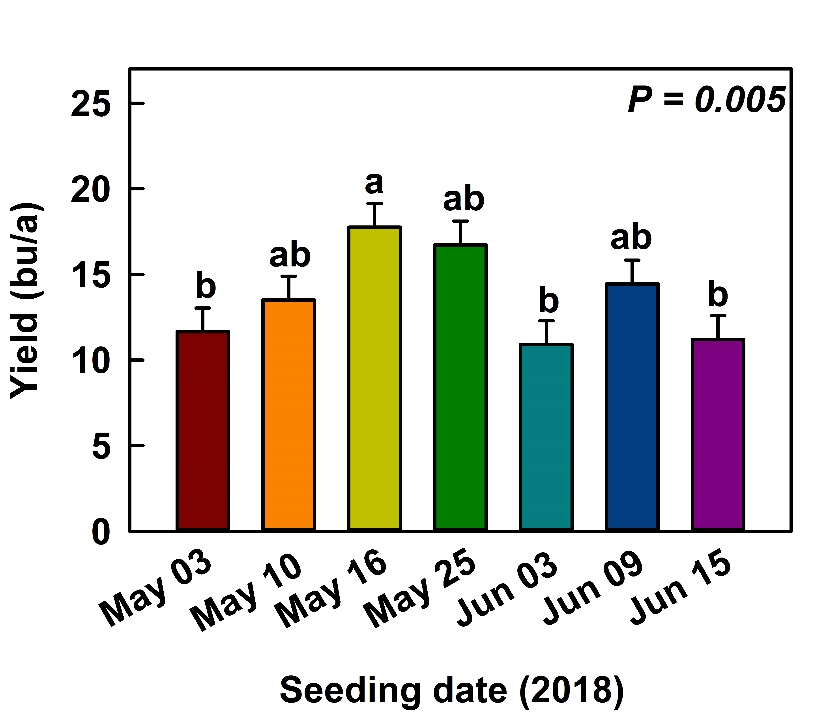 P = 0.005
Yield (bu/a)
25
20
15
10
5
0
b
ab
a
ab
b
ab
b
May 03
May 10
May 16
May 25
Jun 03
Jun 09
Jun 15
Seeding date (2018)